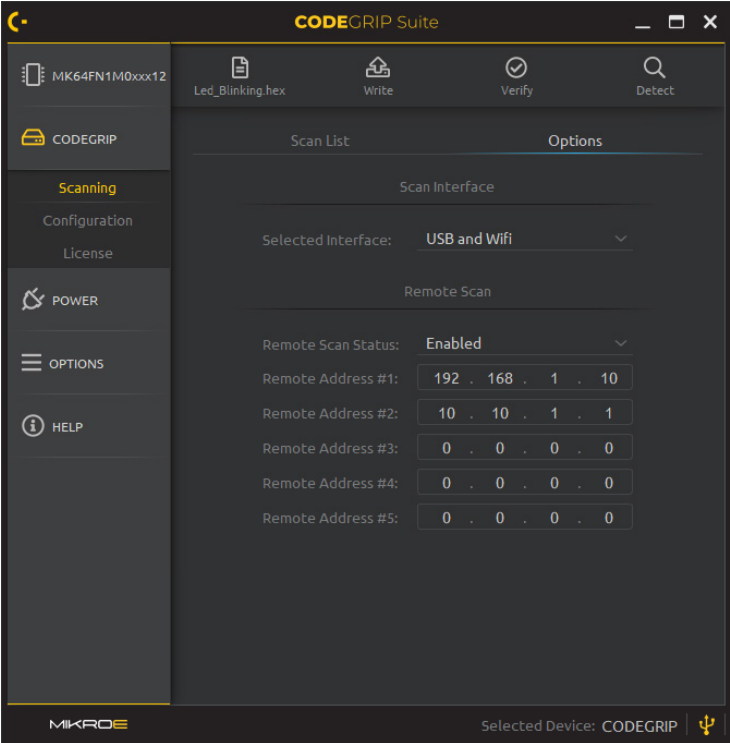 CODEGRIP Suite
MK64FN1M0xxx12
Led_Blinking.hex
Write
Verify
Detect
CODEGRIP
Scanning
Configuration
License
POWER
OPTIONS
HELP
Scan List
Options
Scan Interface
Selected Interface: USB and Wifi
Remote Scan
Remote Scan Status: Enabled
Remote Address #1: 192 . 168 . 1 . 10
Remote Address #2: 10 . 10 . 1 . 1
Remote Address #3: 0 . 0 . 0 . 0
Remote Address #4: 0 . 0 . 0 . 0
Remote Address #5: 0 . 0 . 0 . 0
MIKROE
Selected Device: CODEGRIP